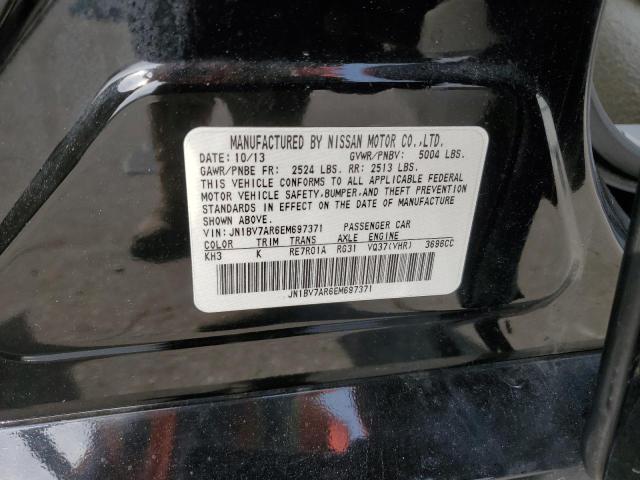 MANUFACTURED BY NISSAN MOTOR CO.,LTD.
DATE: 10/13 GVWR/PNBV: 5004 LBS.
GAWR/PNBE FR: 2524 LBS. RR: 2513 LBS.
THIS VEHICLE CONFORMS TO ALL APPLICABLE FEDERAL
MOTOR VEHICLE SAFETY,BUMPER,AND THEFT PREVENTION
STANDARDS IN EFFECT ON THE DATE OF MANUFACTURE
SHOWN ABOVE.
VIN: JN1BV7AR6EM697371 PASSENGER CAR
COLOR TRIM TRANS AXLE ENGINE
KH3 K RE7R01A RG31 VQ37(VHR) 3696CC
JN1BV7AR6EM697371